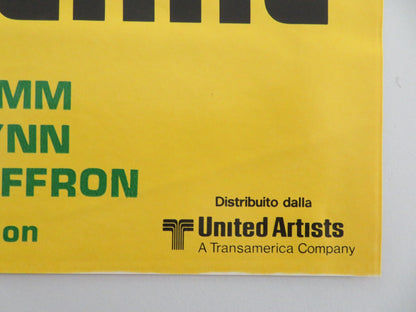 MM
YNN
FFRON
on
Distribuito dalla
United Artists
A Transamerica Company